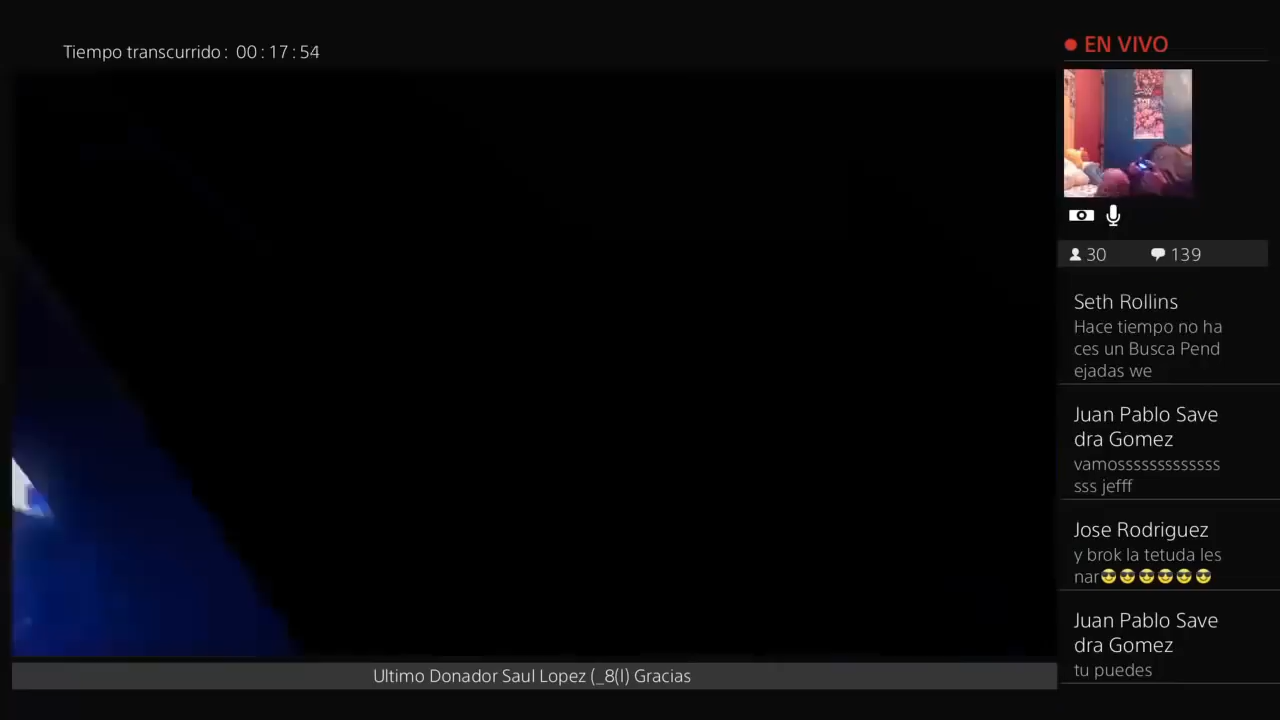 Tiempo transcurrido : 00 : 17 : 54
EN VIVO
30 139
Seth Rollins
Hace tiempo no ha
ces un Busca Pend
ejadas we
Juan Pablo Save
dra Gomez
vamosssssssssssss
sss jefff
Jose Rodriguez
y brok la tetuda les
nar😎😎😎😎😎😎
Juan Pablo Save
dra Gomez
tu puedes
Ultimo Donador Saul Lopez (_8(I) Gracias